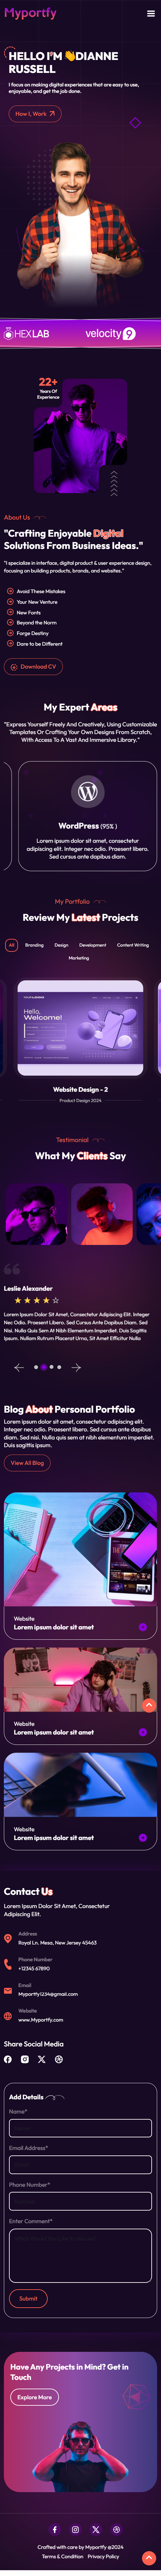 Myportfy
HELLO I'M 👋DIANNE
RUSSELL
I focus on making digital experiences that are easy to use,
enjoyable, and get the job done.
How I, Work
HEXLAB
velocity 9
22+
Years Of
Experience
About Us
"Crafting Enjoyable Digital
Solutions From Business Ideas."
"I specialize in interface, digital product & user experience design,
focusing on building products, brands, and websites."
Avoid These Mistakes
Your New Venture
New Fonts
Beyond the Norm
Forge Destiny
Dare to be Different
Download CV
My Expert Areas
"Express Yourself Freely And Creatively, Using Customizable
Templates Or Crafting Your Own Designs From Scratch,
With Access To A Vast And Immersive Library."
WordPress (95% )
Lorem ipsum dolor sit amet, consectetur
adipiscing elit. Integer nec odio. Praesent libero.
Sed cursus ante dapibus diam.
My Portfolio
Review My Latest Projects
All
Branding
Design
Development
Content Writing
Marketing
Hello,
Welcome!
Website Design - 2
Product Design 2024
Testimonial
What My Clients Say
Leslie Alexander
Lorem Ipsum Dolor Sit Amet, Consectetur Adipiscing Elit. Integer
Nec Odio. Praesent Libero. Sed Cursus Ante Dapibus Diam. Sed
Nisi. Nulla Quis Sem At Nibh Elementum Imperdiet. Duis Sagittis
Ipsum. Nullam Rutrum Placerat Urna, Sit Amet Efficitur Nulla
Blog About Personal Portfolio
Lorem ipsum dolor sit amet, consectetur adipiscing elit.
Integer nec odio. Praesent libero. Sed cursus ante dapibus
diam. Sed nisi. Nulla quis sem at nibh elementum imperdiet.
Duis sagittis ipsum.
View All Blog
Website
Lorem ipsum dolor sit amet
Website
Lorem ipsum dolor sit amet
Website
Lorem ipsum dolor sit amet
Contact Us
Lorem Ipsum Dolor Sit Amet, Consectetur
Adipiscing Elit.
Address
Royal Ln. Mesa, New Jersey 45463
Phone Number
+12345 67890
Email
Myportfy1234@gmail.com
Website
www.Myportfy.com
Share Social Media
Add Details
Name*
Email Address*
Phone Number*
Enter Comment*
Submit
Have Any Projects in Mind? Get in
Touch
Explore More
Crafted with care by Myportfy @2024
Terms & Condition
Privacy Policy